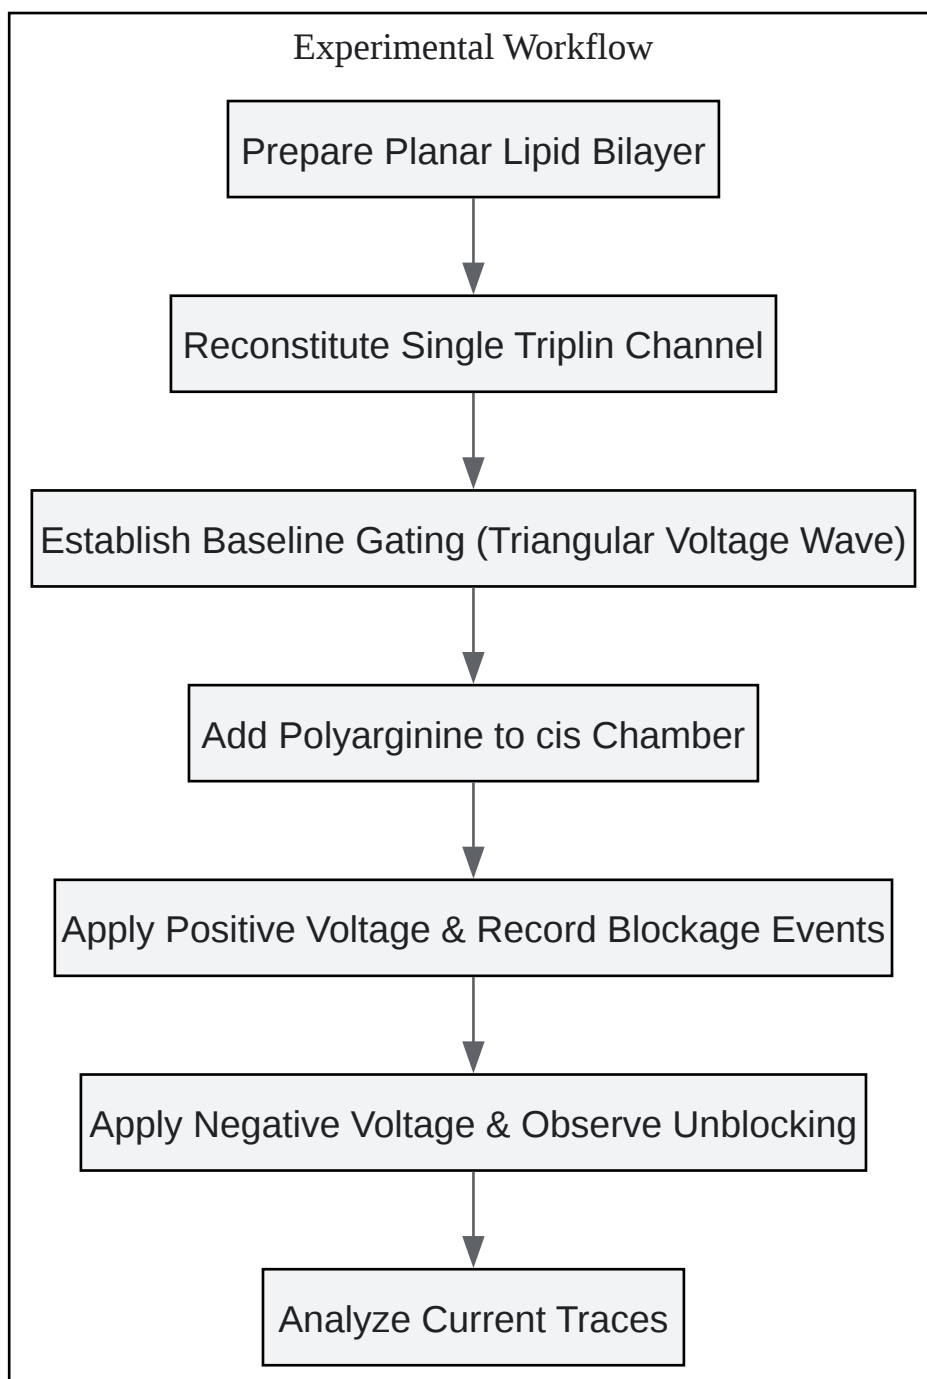 Experimental Workflow
Prepare Planar Lipid Bilayer
Reconstitute Single Triplin Channel
Establish Baseline Gating (Triangular Voltage Wave)
Add Polyarginine to cis Chamber
Apply Positive Voltage & Record Blockage Events
Apply Negative Voltage & Observe Unblocking
Analyze Current Traces